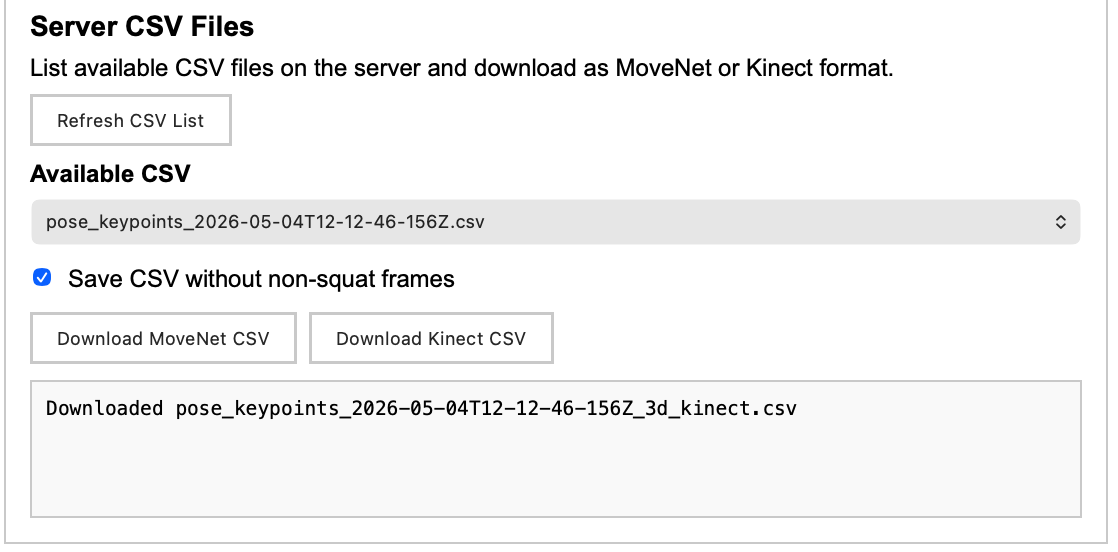 Server CSV Files
List available CSV files on the server and download as MoveNet or Kinect format.
Refresh CSV List
Available CSV
pose_keypoints_2026-05-04T12-12-46-156Z.csv
Save CSV without non-squat frames
Download MoveNet CSV
Download Kinect CSV
Downloaded pose_keypoints_2026-05-04T12-12-46-156Z_3d_kinect.csv